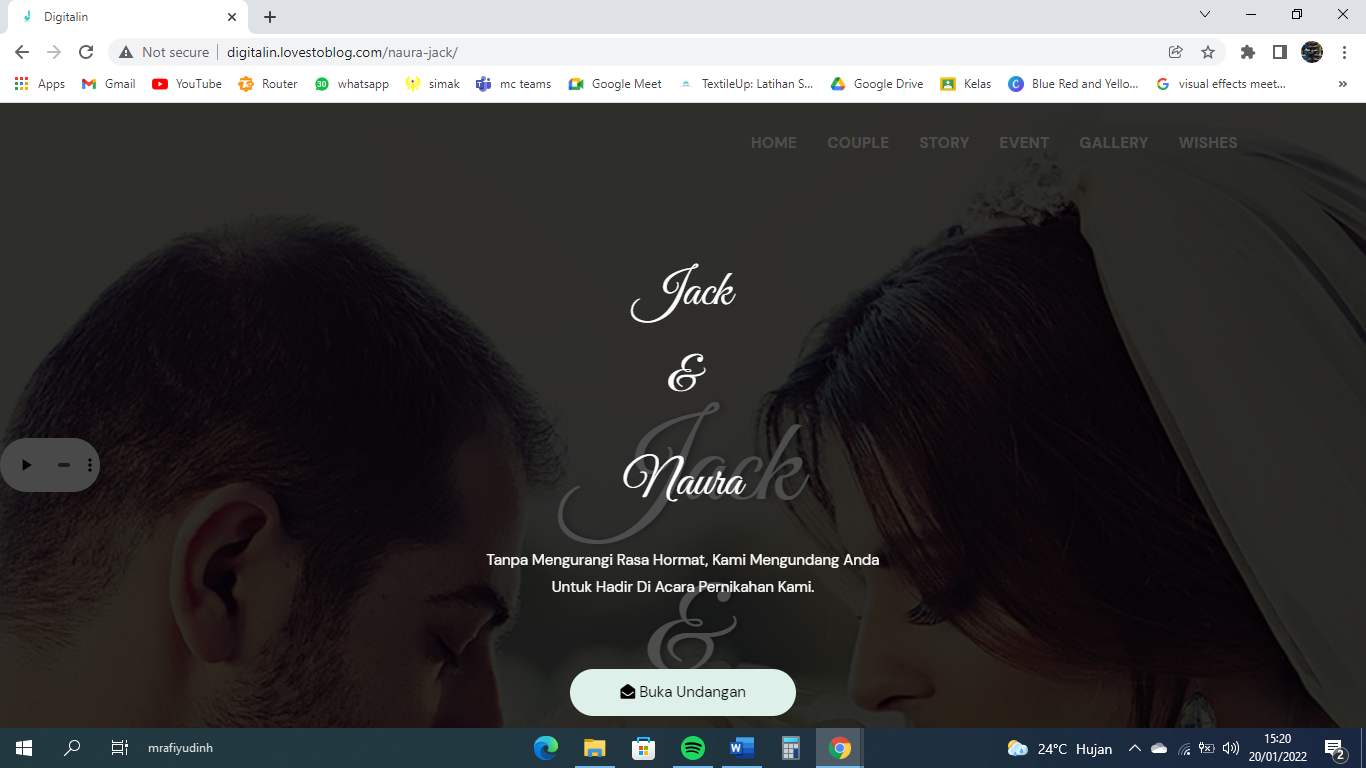 Digitalin
Not secure
digitalin.lovestoblog.com/naura-jack/
Apps
Gmail
YouTube
Router
30
whatsapp
simak
mc teams
Google Meet
TextileUp: Latihan S...
Google Drive
Kelas
C
Blue Red and Yello...
G
visual effects meet...
»
HOME
COUPLE
STORY
EVENT
GALLERY
WISHES
Jack
&
Naura
Jack
&
Tanpa Mengurangi Rasa Hormat, Kami Mengundang Anda
Untuk Hadir Di Acara Pernikahan Kami.
Buka Undangan
mrafiyudinh
24°C Hujan
15:20
20/01/2022
2